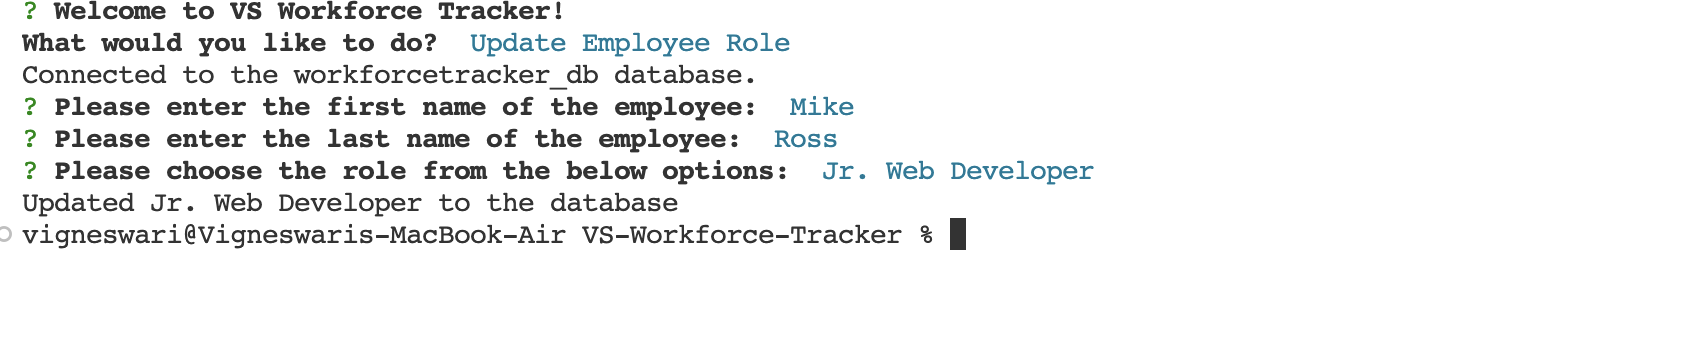 ? Welcome to VS Workforce Tracker!
What would you like to do?  Update Employee Role
Connected to the workforcetracker_db database.
? Please enter the first name of the employee:  Mike
? Please enter the last name of the employee:  Ross
? Please choose the role from the below options:  Jr. Web Developer
Updated Jr. Web Developer to the database
vigneswari@Vigneswaris-MacBook-Air VS-Workforce-Tracker %